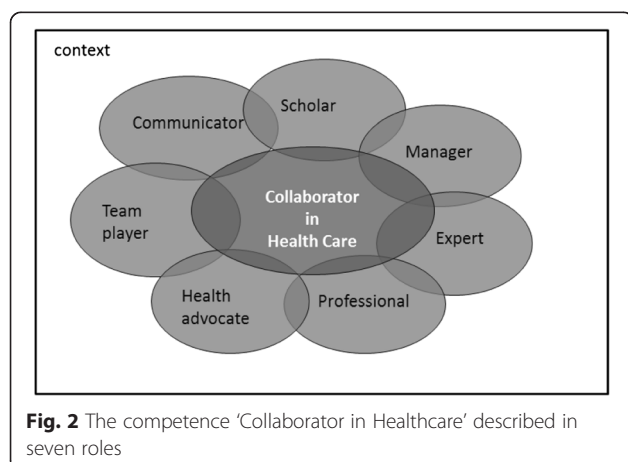 context
Scholar
Communicator
Manager
Collaborator
in
Health Care
Team
player
Expert
Health
advocate
Professional
Fig. 2 The competence ‘Collaborator in Healthcare’ described in
seven roles